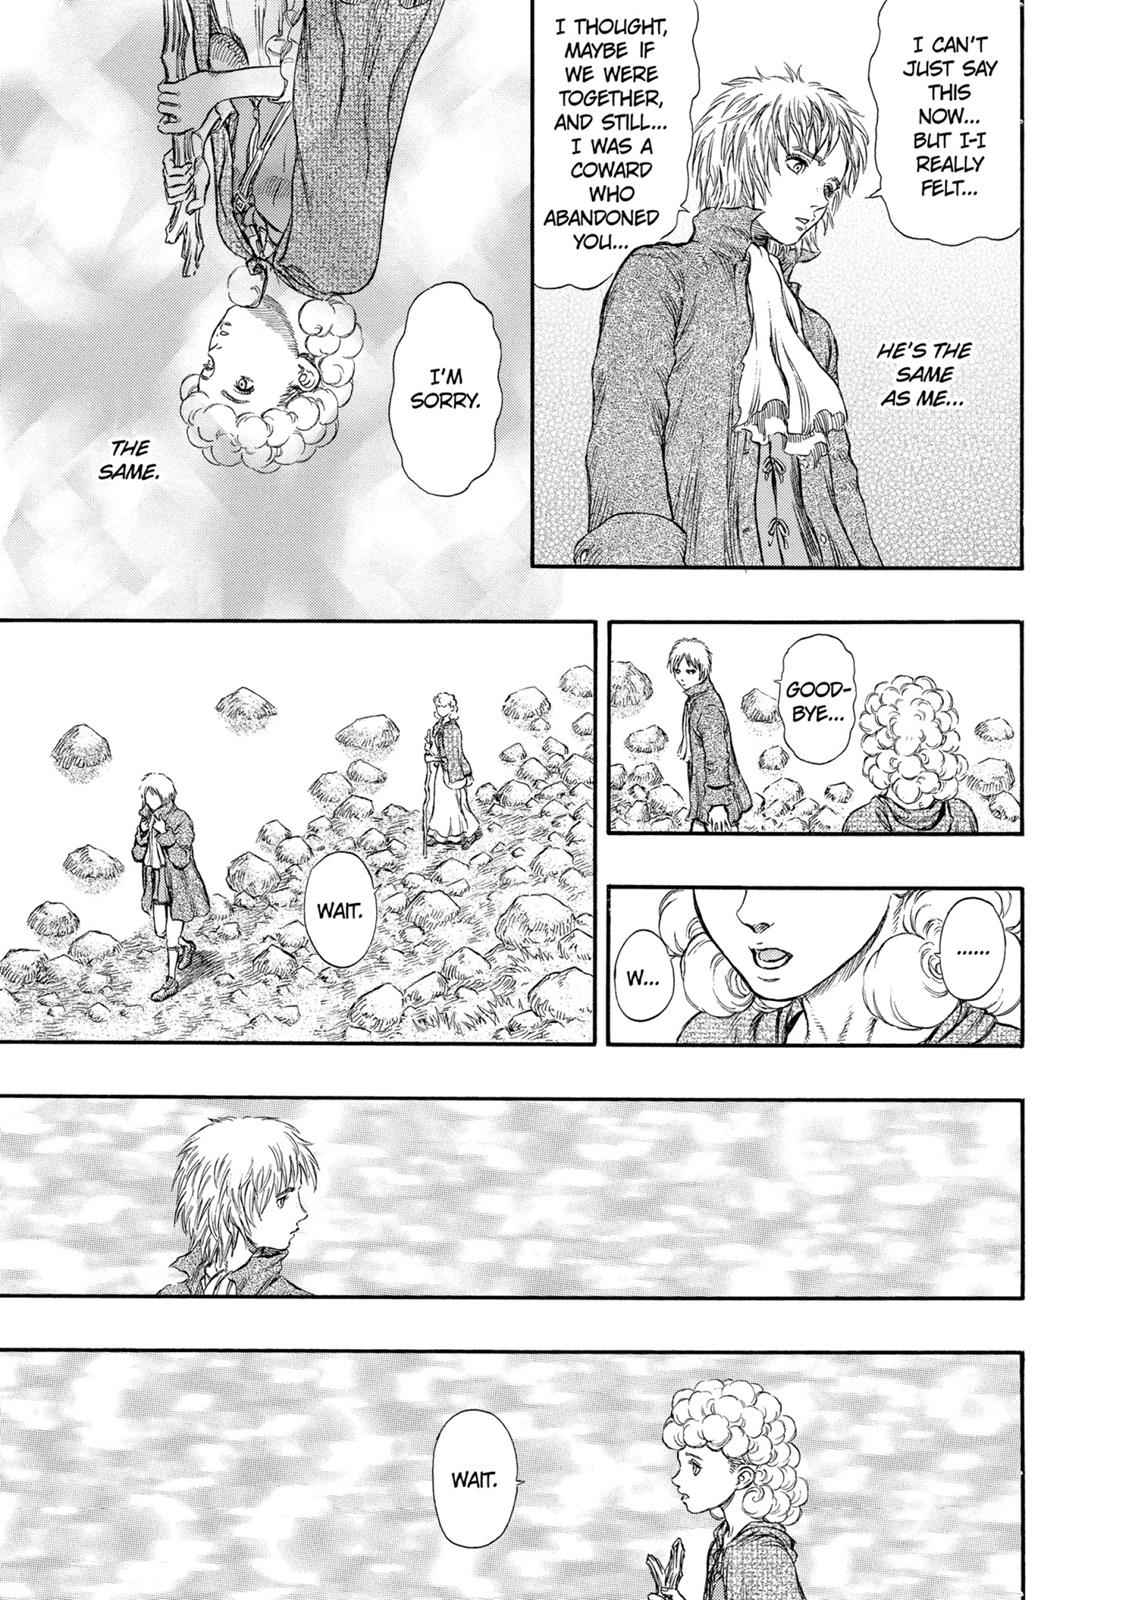 I CAN'T
JUST SAY
THIS
NOW...
BUT I-I
REALLY
FELT...
I THOUGHT,
MAYBE IF
WE WERE
TOGETHER,
AND STILL...
I WAS A
COWARD
WHO
ABANDONED
YOU...
HE'S THE
SAME
AS ME...
I'M
SORRY.
THE
SAME.
GOOD-
BYE...
......
W...
WAIT.
WAIT.